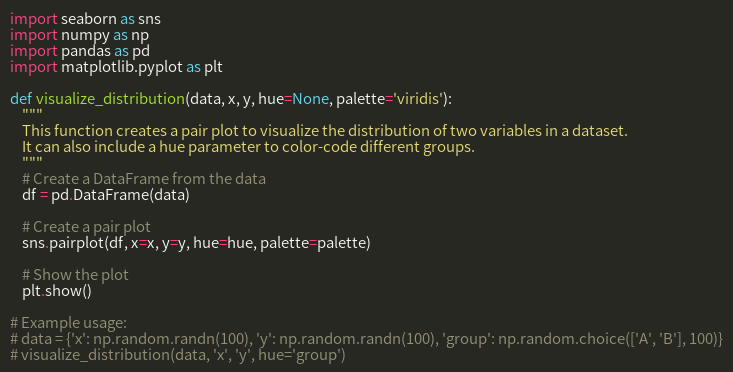 import seaborn as sns
import numpy as np
import pandas as pd
import matplotlib.pyplot as plt

def visualize_distribution(data, x, y, hue=None, palette='viridis'):
    """
    This function creates a pair plot to visualize the distribution of two variables in a dataset.
    It can also include a hue parameter to color-code different groups.
    """
    # Create a DataFrame from the data
    df = pd.DataFrame(data)

    # Create a pair plot
    sns.pairplot(df, x=x, y=y, hue=hue, palette=palette)

    # Show the plot
    plt.show()

# Example usage:
# data = {'x': np.random.randn(100), 'y': np.random.randn(100), 'group': np.random.choice(['A', 'B'], 100)}
# visualize_distribution(data, 'x', 'y', hue='group')